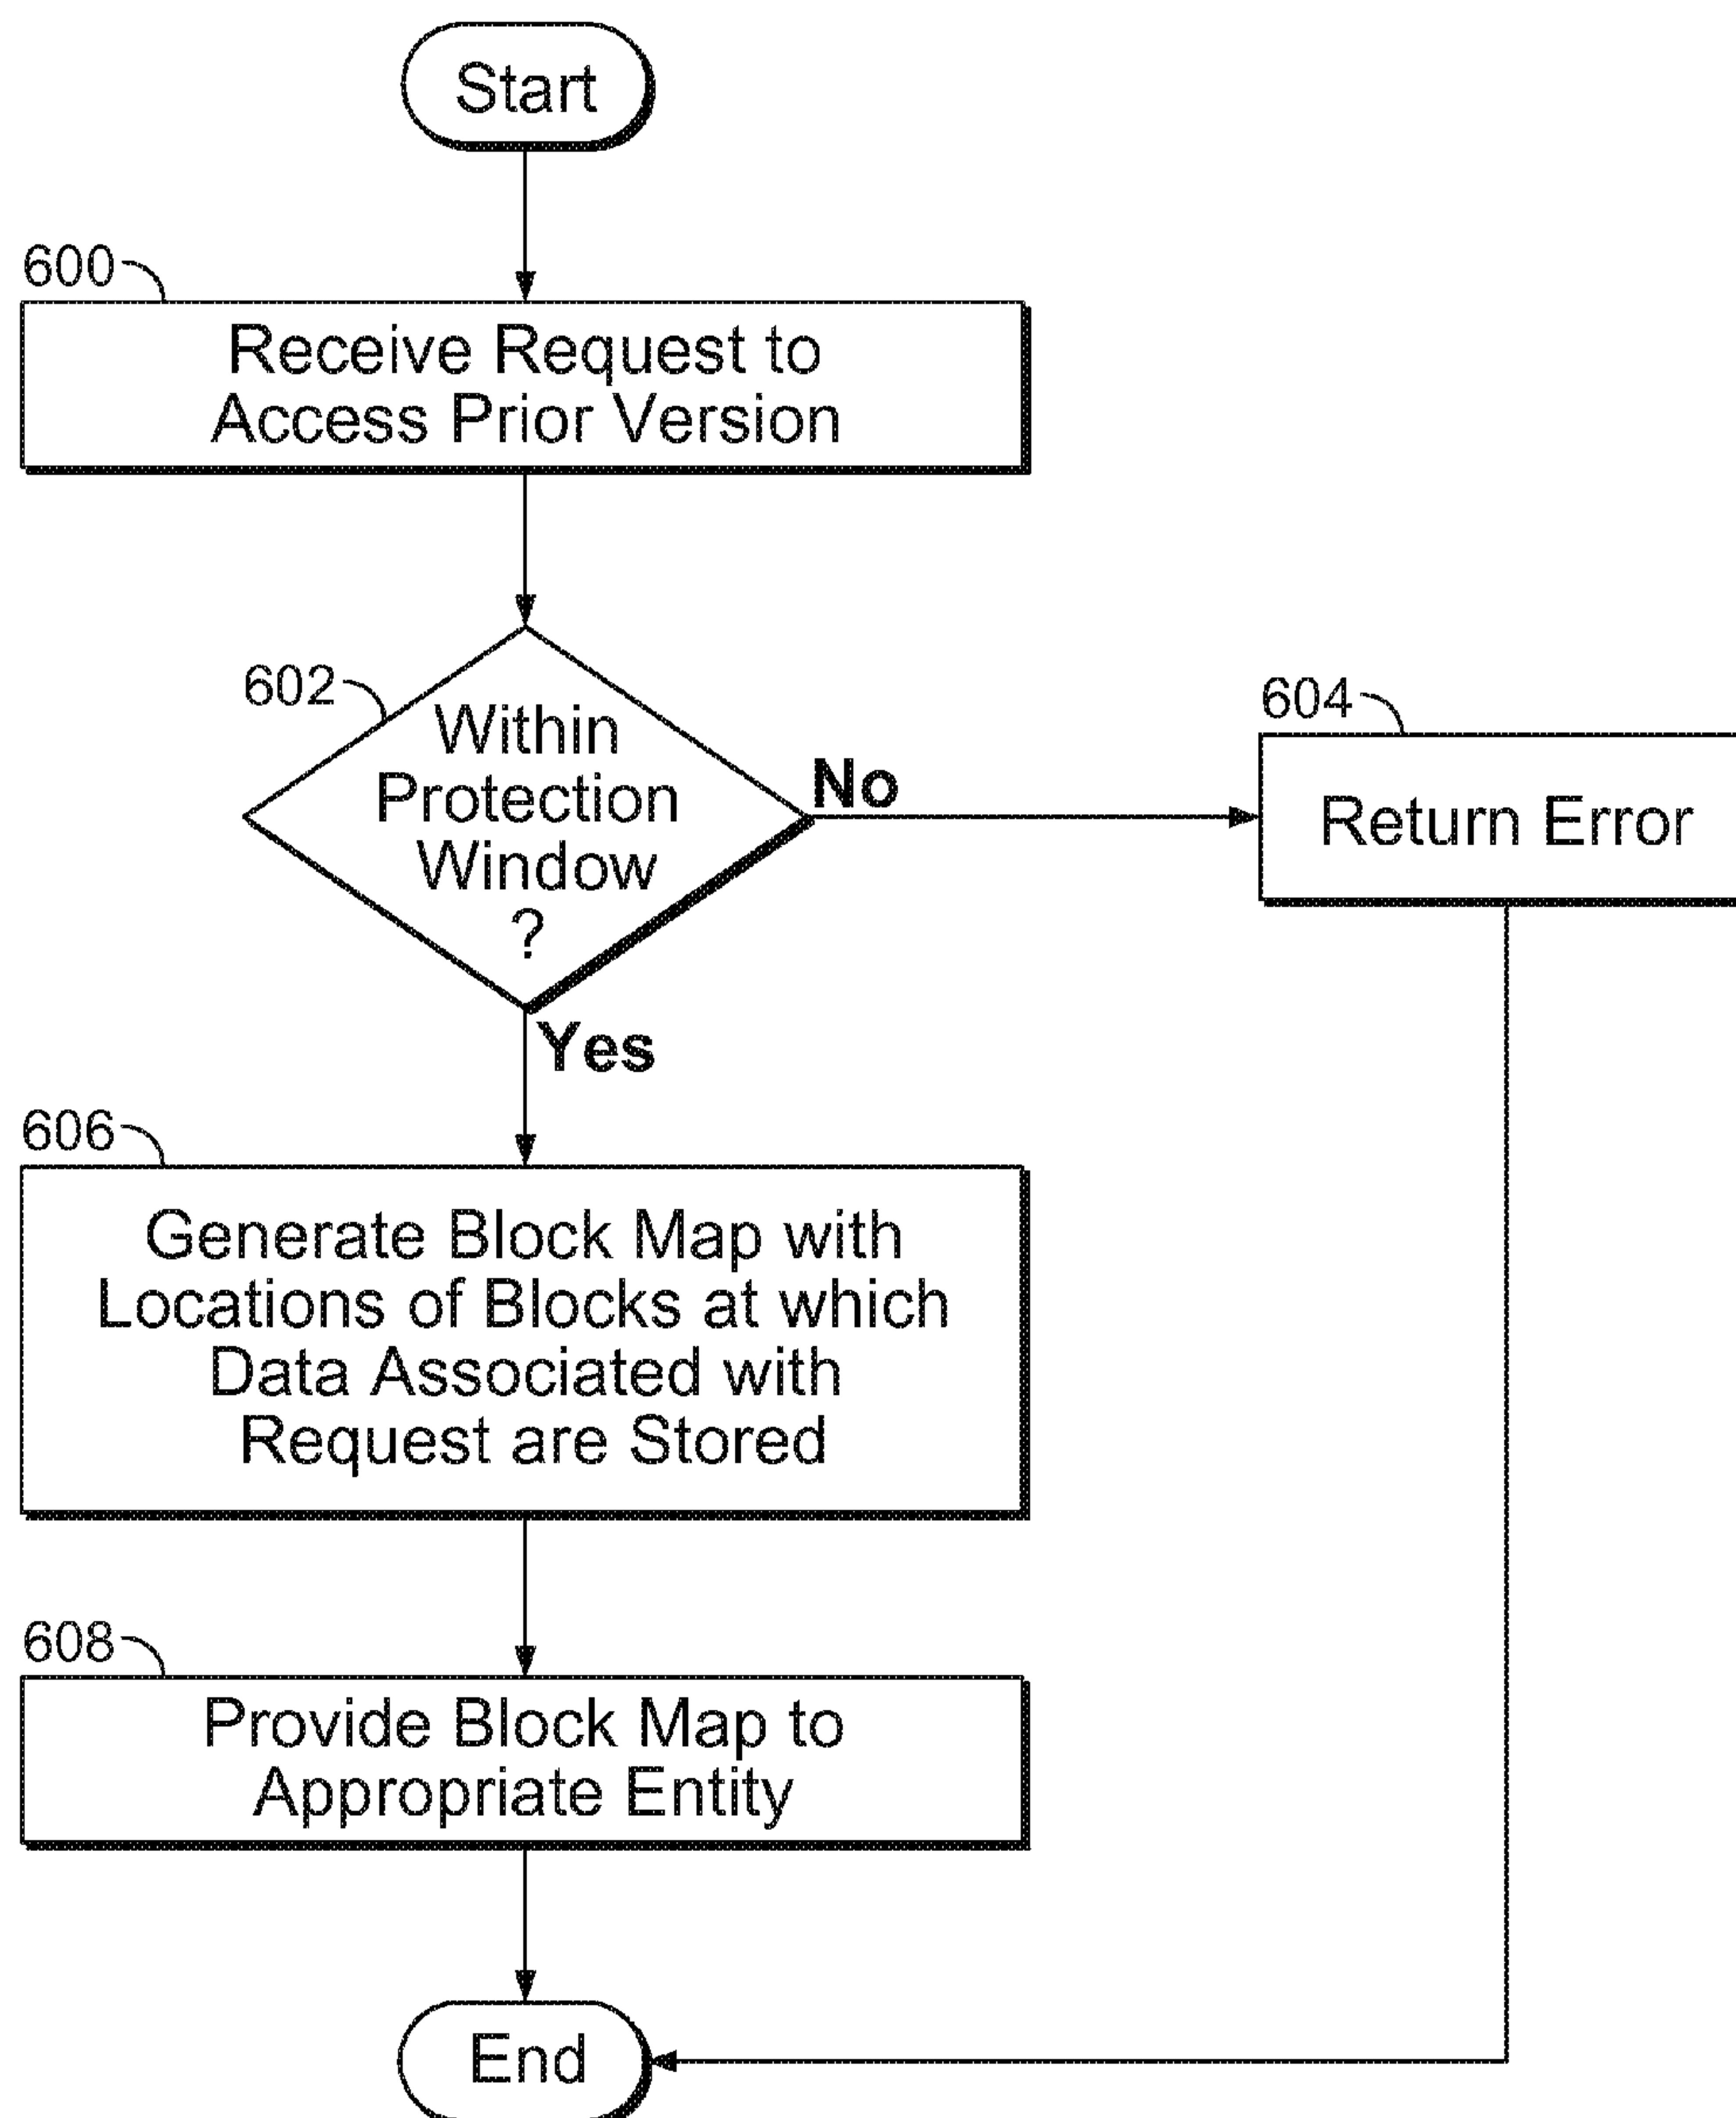 Start
600
Receive Request to
Access Prior Version
602
Within
Protection
Window
?
No
604
Return Error
Yes
606
Generate Block Map with
Locations of Blocks at which
Data Associated with
Request are Stored
608
Provide Block Map to
Appropriate Entity
End